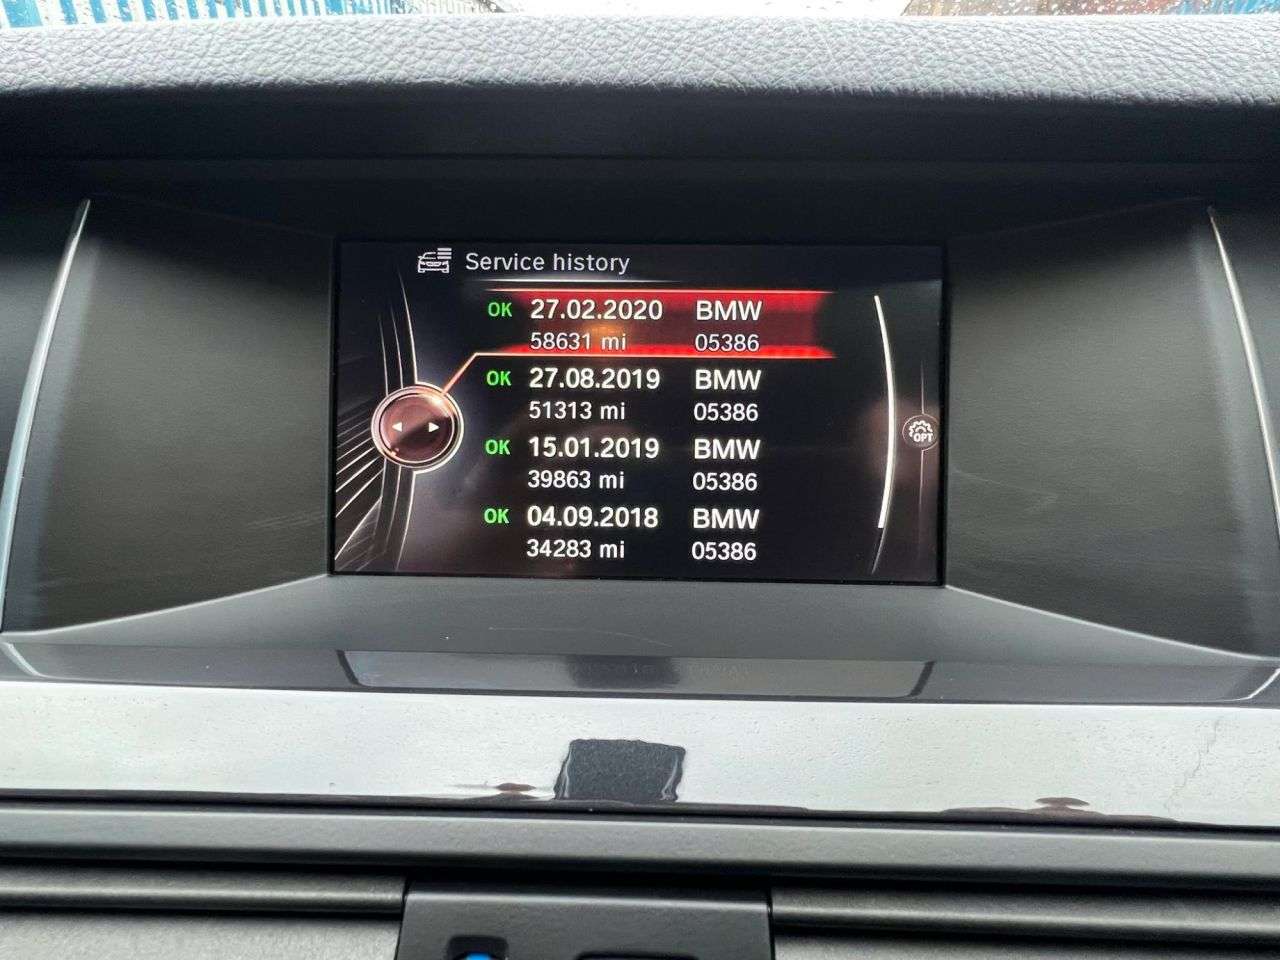 Service history
OK 27.02.2020 BMW
58631 mi 05386
OK 27.08.2019 BMW
51313 mi 05386
OPT
OK 15.01.2019 BMW
39863 mi 05386
OK 04.09.2018 BMW
34283 mi 05386